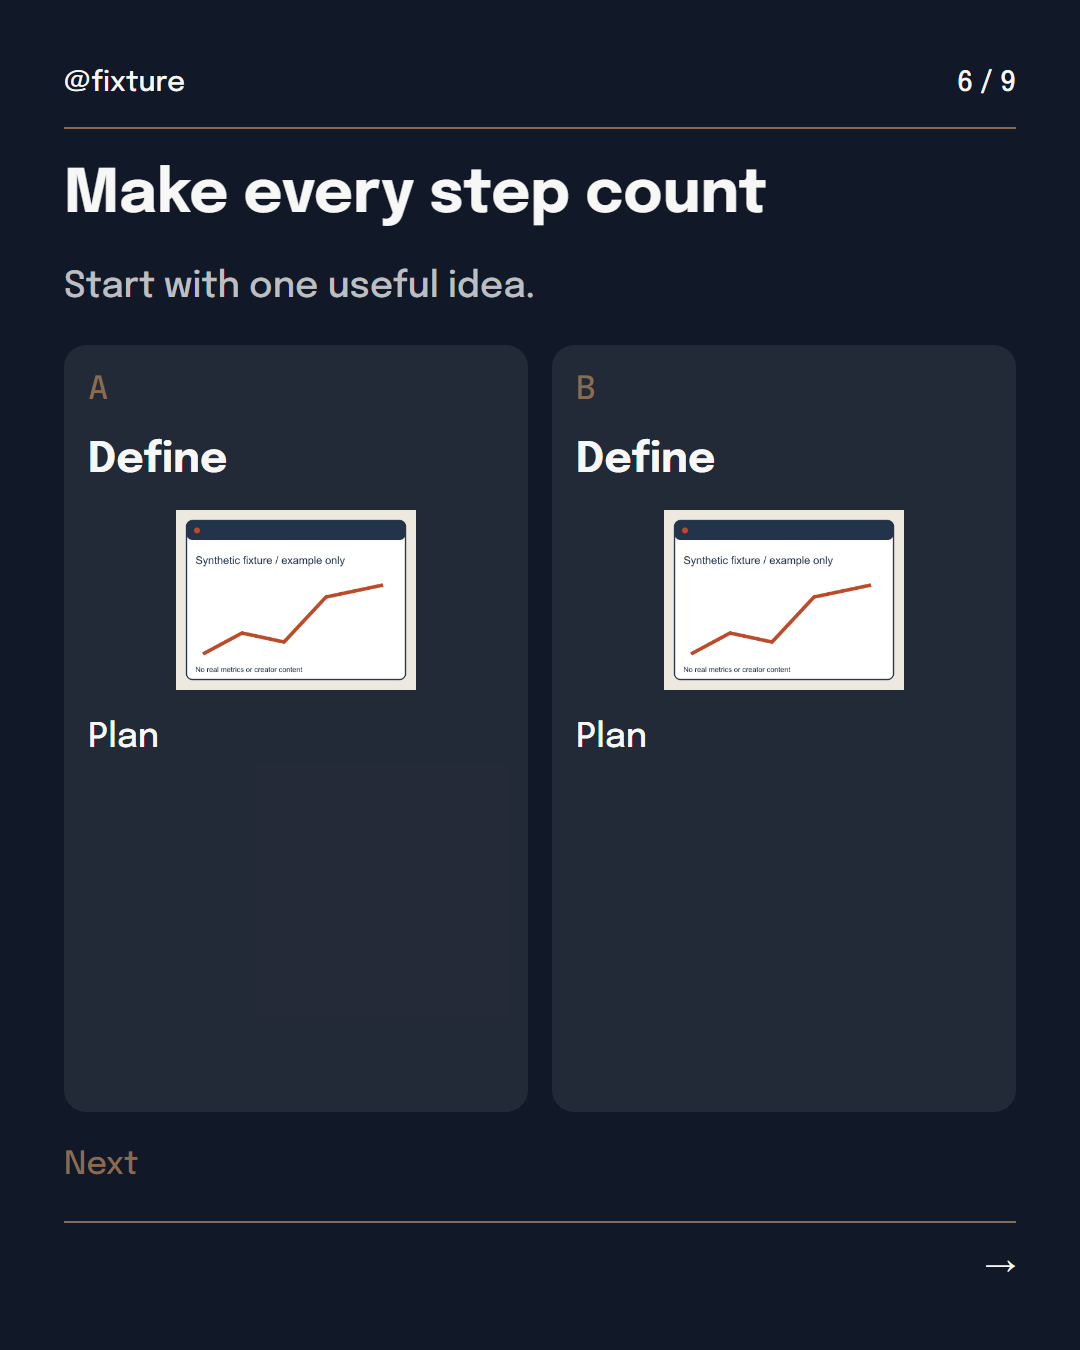 @fixture
6 / 9
Make every step count
Start with one useful idea.
A
Define
Synthetic fixture / example only
No real metrics or creator content
Plan
B
Define
Synthetic fixture / example only
No real metrics or creator content
Plan
Next
→